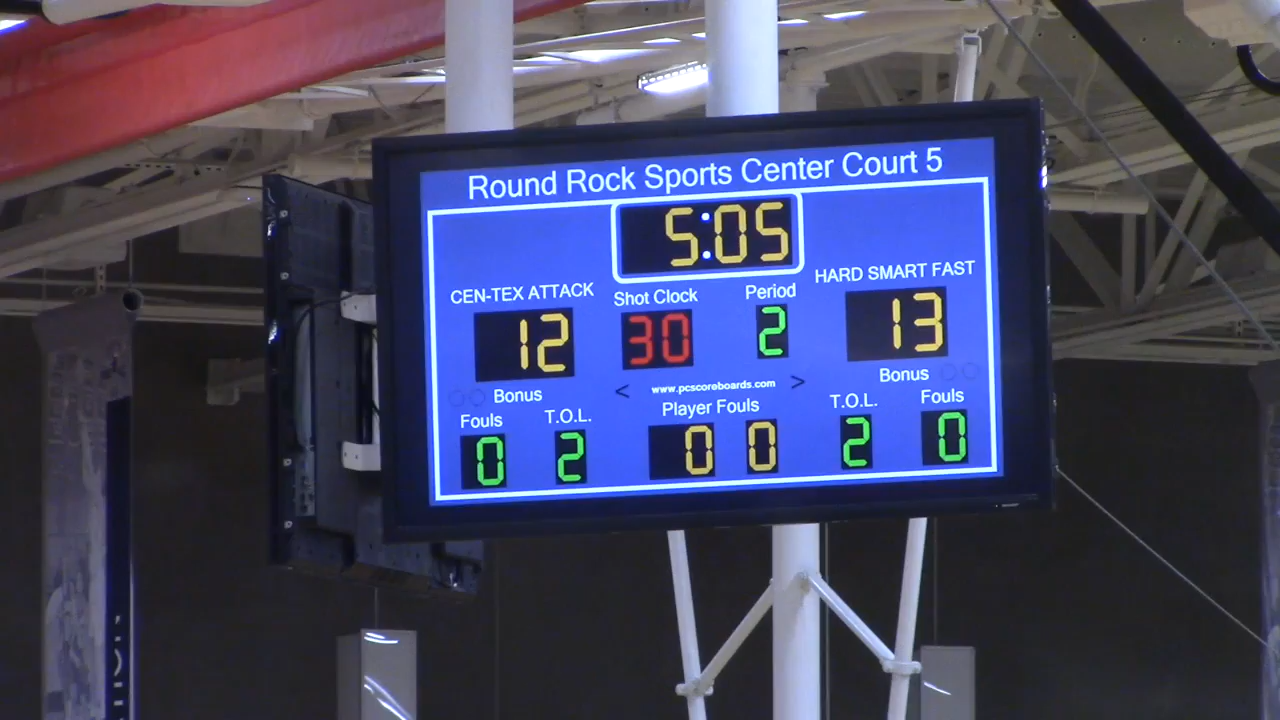 Round Rock Sports Center Court 5
5:05
CEN-TEX ATTACK
Shot Clock
Period
HARD SMART FAST
12
30
2
13
Bonus
< www.pcscoreboards.com >
Bonus
Fouls
T.O.L.
Player Fouls
T.O.L.
Fouls
0
2
0 0
2
0